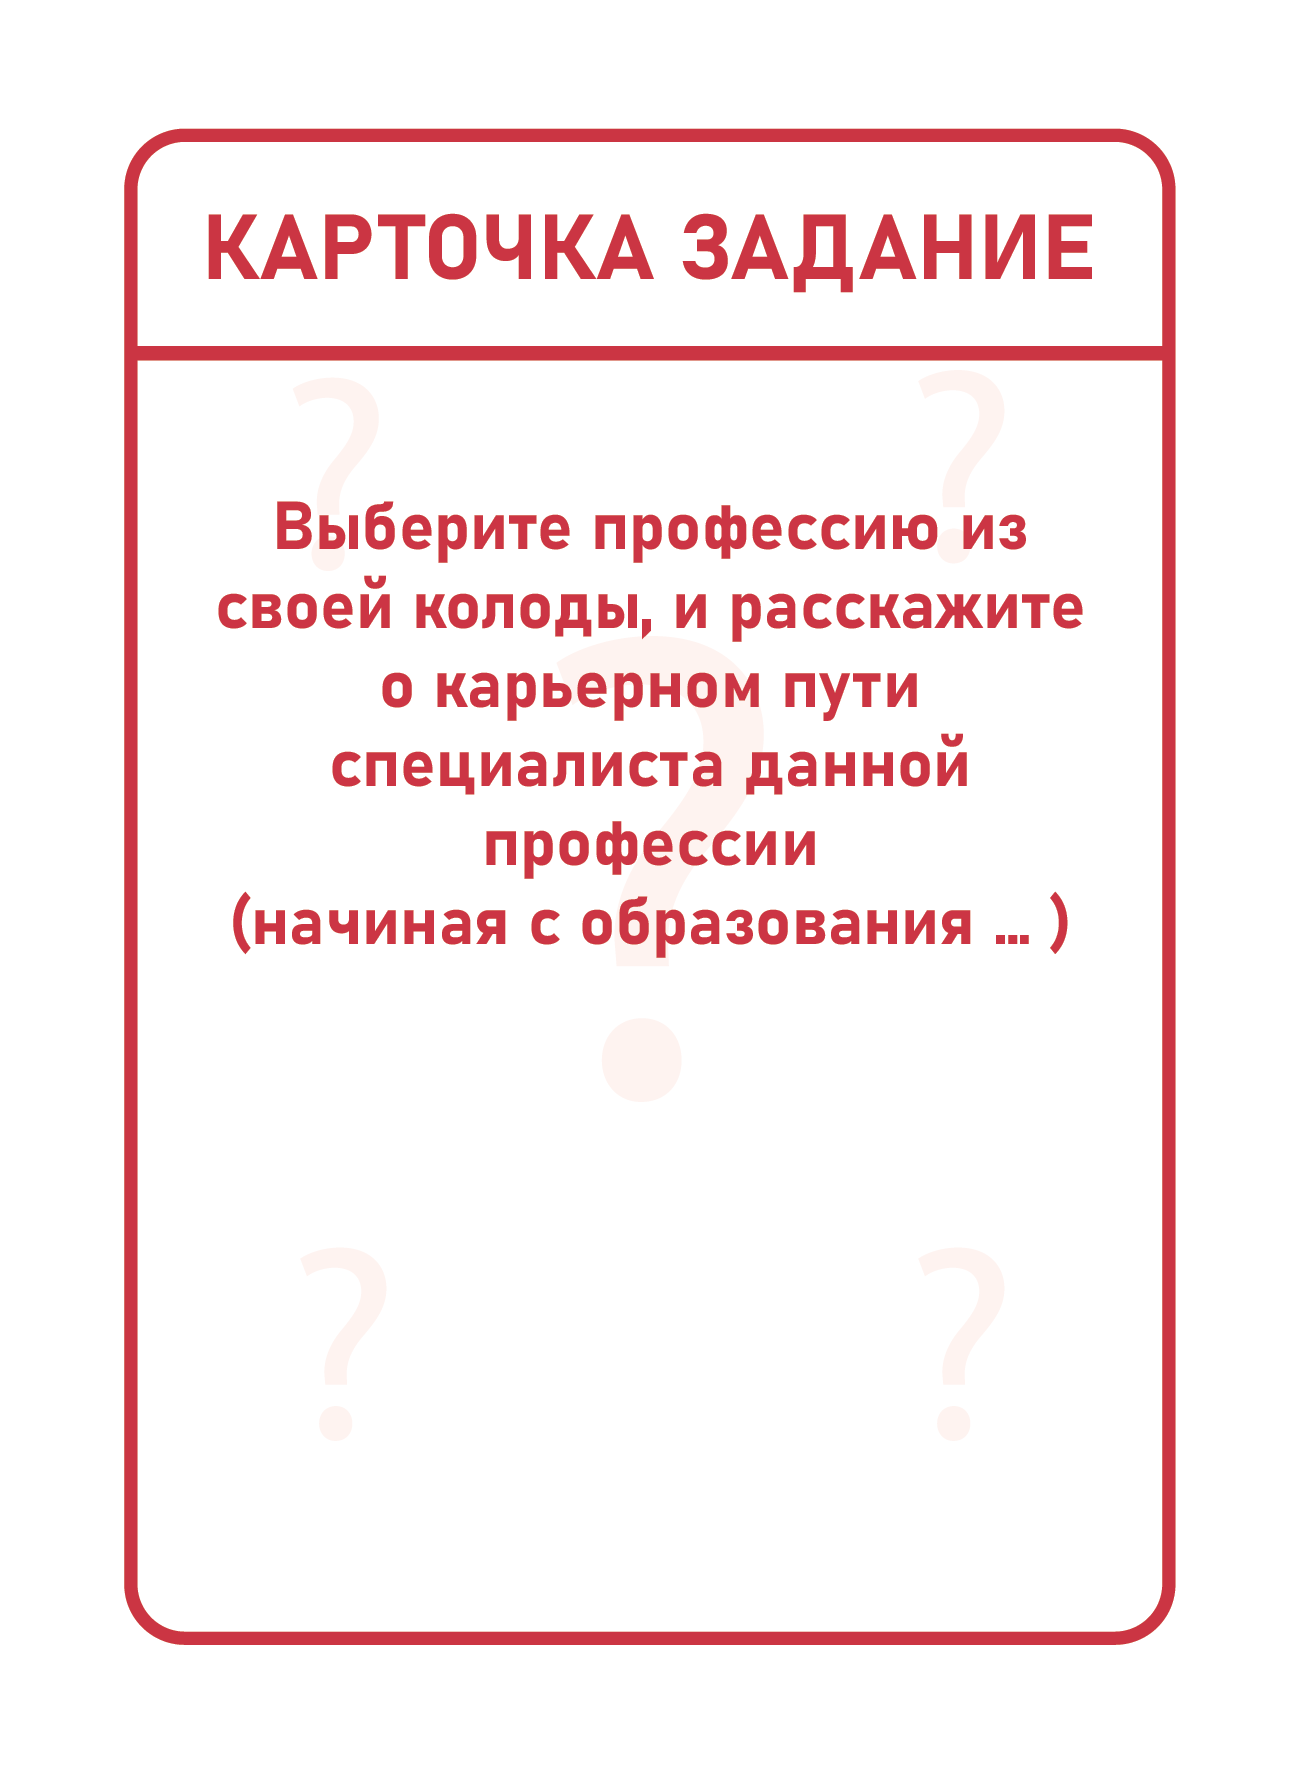 КАРТОЧКА ЗАДАНИЕ
Выберите профессию из
своей колоды, и расскажите
о карьерном пути
специалиста данной
профессии
(начиная с образования ... )